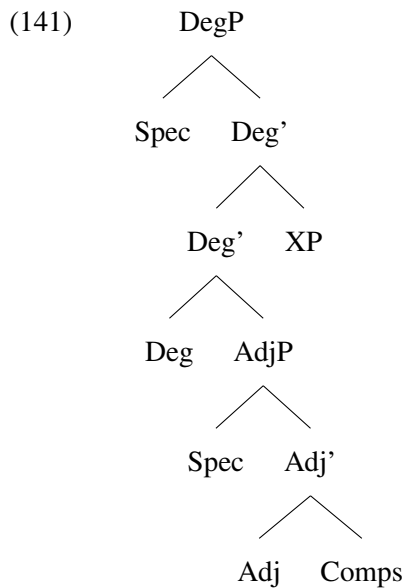 (141) DegP
Spec Deg’
Deg’ XP
Deg AdjP
Spec Adj’
Adj Comps